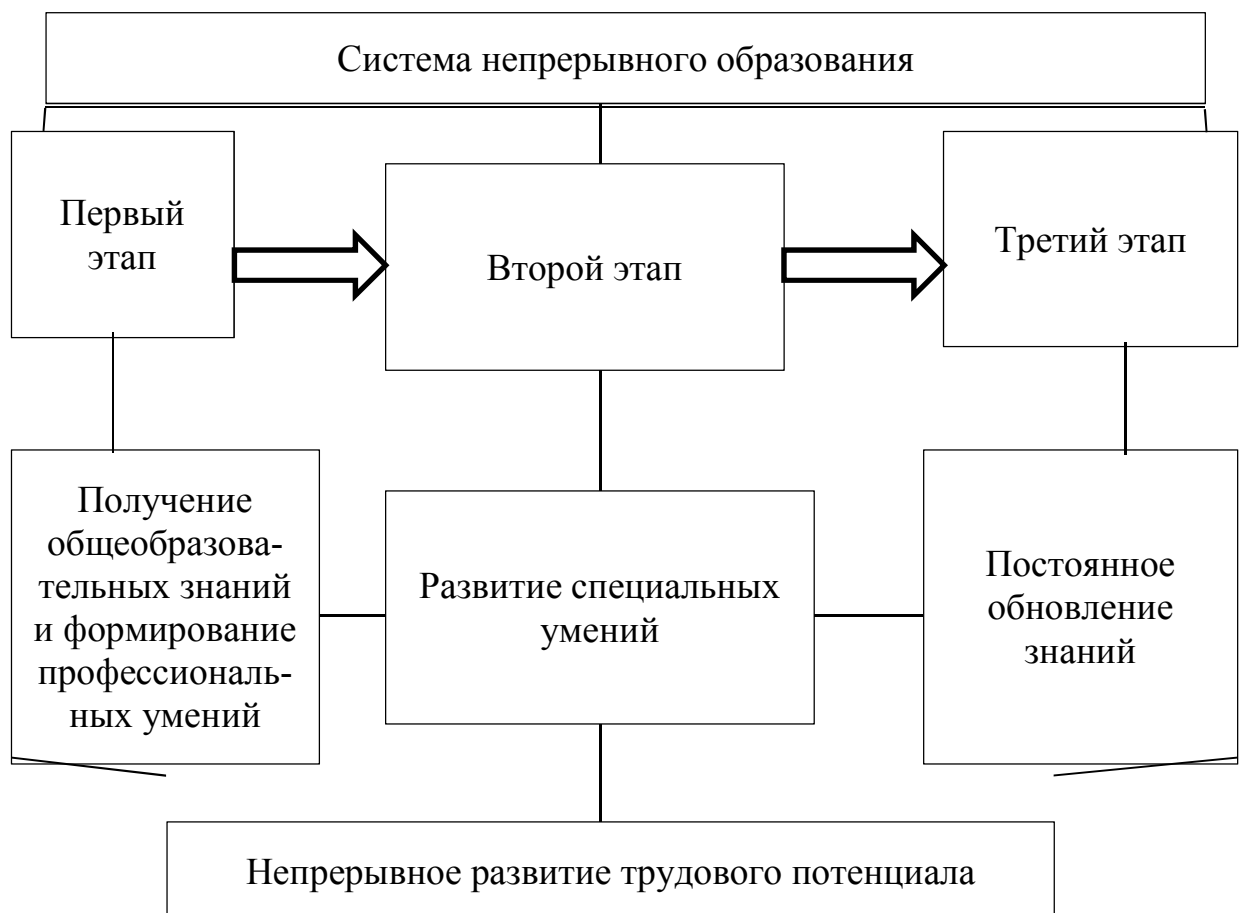 Система непрерывного образования
Первый
этап
Второй этап
Третий этап
Получение
общеобразова-
тельных знаний
и формирование
профессиональ-
ных умений
Развитие специальных
умений
Постоянное
обновление
знаний
Непрерывное развитие трудового потенциала